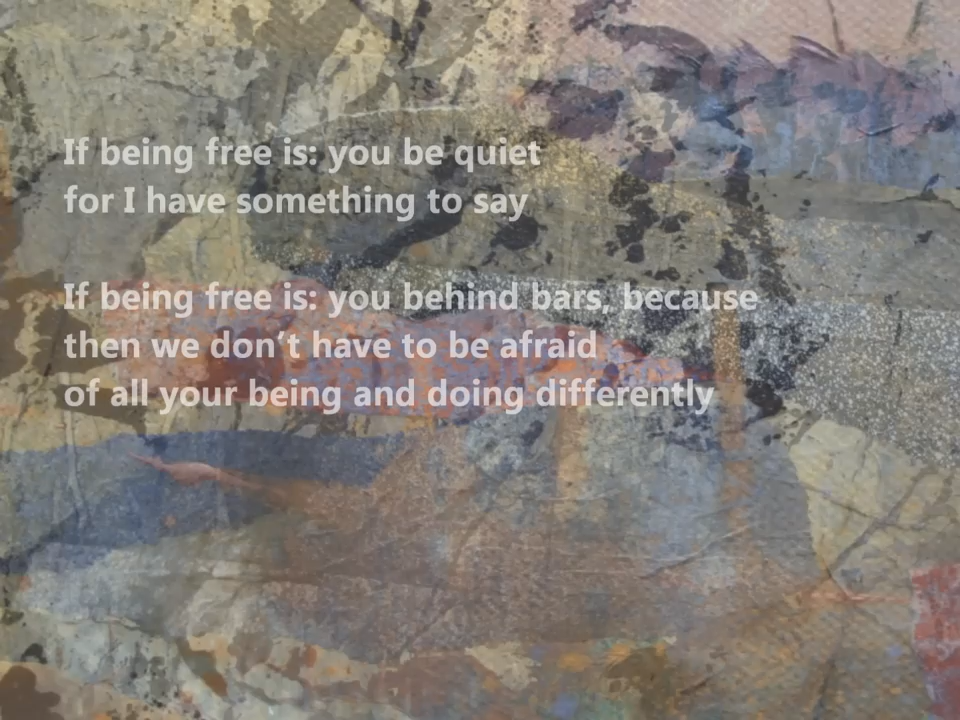 If being free is: you be quiet
for I have something to say
If being free is: you behind bars, because
then we don’t have to be afraid
of all your being and doing differently